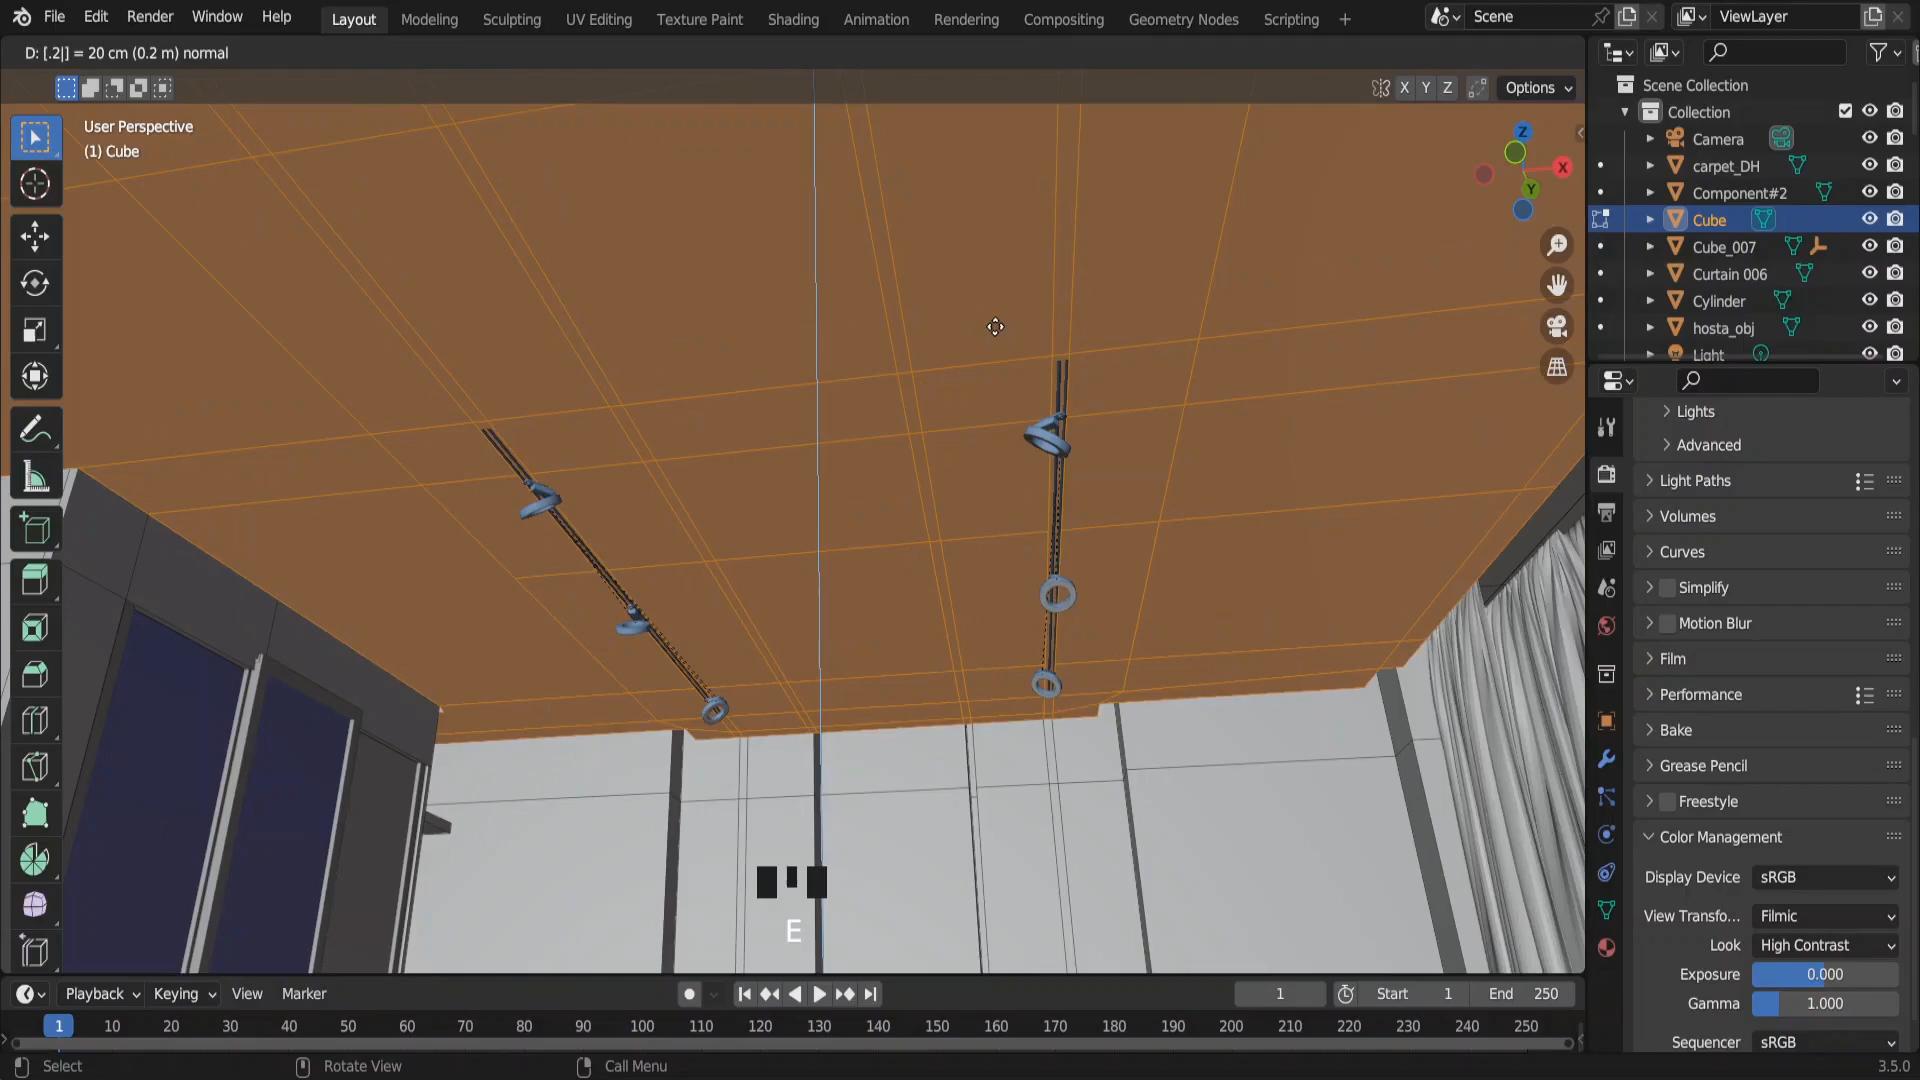 File Edit Render Window Help
Layout Modeling Sculpting UV Editing Texture Paint Shading Animation Rendering Compositing Geometry Nodes Scripting +
Scene
ViewLayer
D: [.2|] = 20 cm (0.2 m) normal
X Y Z
Options
User Perspective
(1) Cube
Z
X
Y
E
Scene Collection
Collection
Camera
carpet_DH
Component#2
Cube
Cube_007
Curtain 006
Cylinder
hosta_obj
Light
Lights
Advanced
Light Paths
Volumes
Curves
Simplify
Motion Blur
Film
Performance
Bake
Grease Pencil
Freestyle
Color Management
Display Device sRGB
View Transfo... Filmic
Look High Contrast
Exposure 0.000
Gamma 1.000
Sequencer sRGB
Playback Keying View Marker
1 Start 1 End 250
1 10 20 30 40 50 60 70 80 90 100 110 120 130 140 150 160 170 180 190 200 210 220 230 240 250
Select Rotate View Call Menu
3.5.0